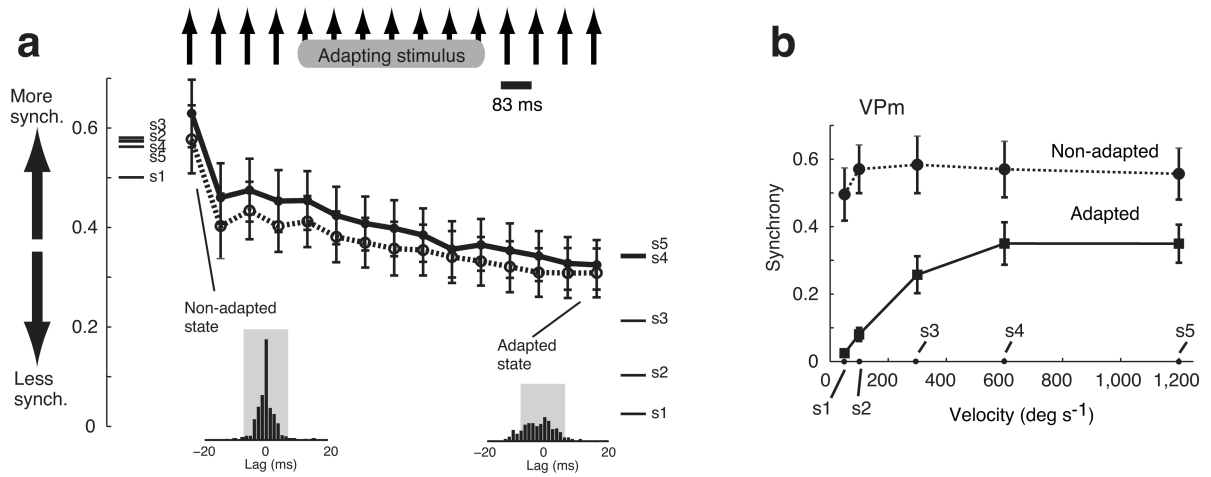 a
Adapting stimulus
83 ms
More
synch.
0.6
0.4
0.2
0
Less
synch.
s3
s2
s4
s5
s1
Non-adapted
state
Adapted
state
s5
s4
s3
s2
s1
−20 0 20
Lag (ms)
−20 0 20
Lag (ms)
b
VPm
Synchrony
0.6
0.4
0.2
0
Non-adapted
Adapted
s3 s4 s5
0 200 400 600 800 1,000 1,200
s1 s2
Velocity (deg s-1)